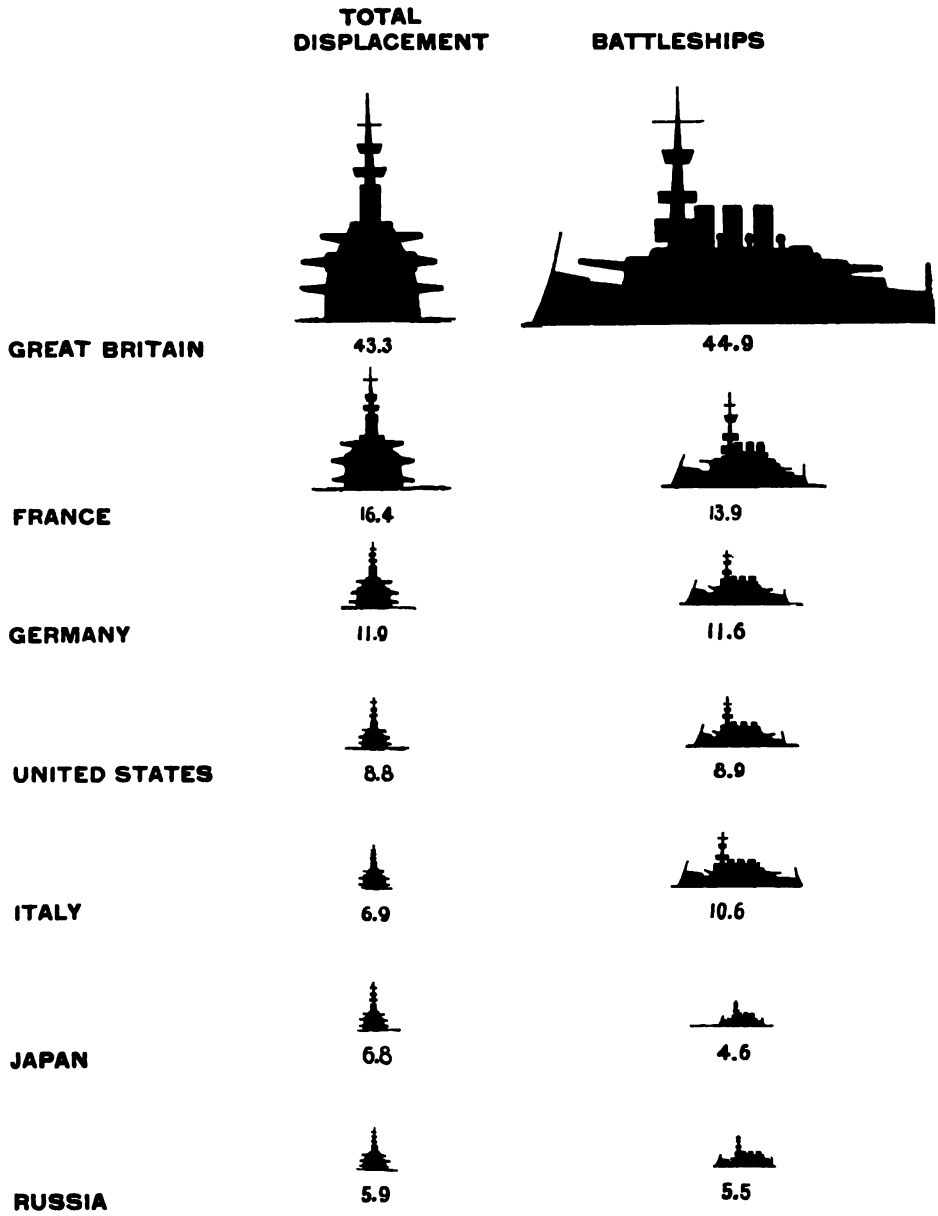 TOTAL
DISPLACEMENT
BATTLESHIPS
GREAT BRITAIN
43.3
44.9
FRANCE
16.4
13.9
GERMANY
11.9
11.6
UNITED STATES
8.8
8.9
ITALY
6.9
10.6
JAPAN
6.8
4.6
RUSSIA
5.9
5.5